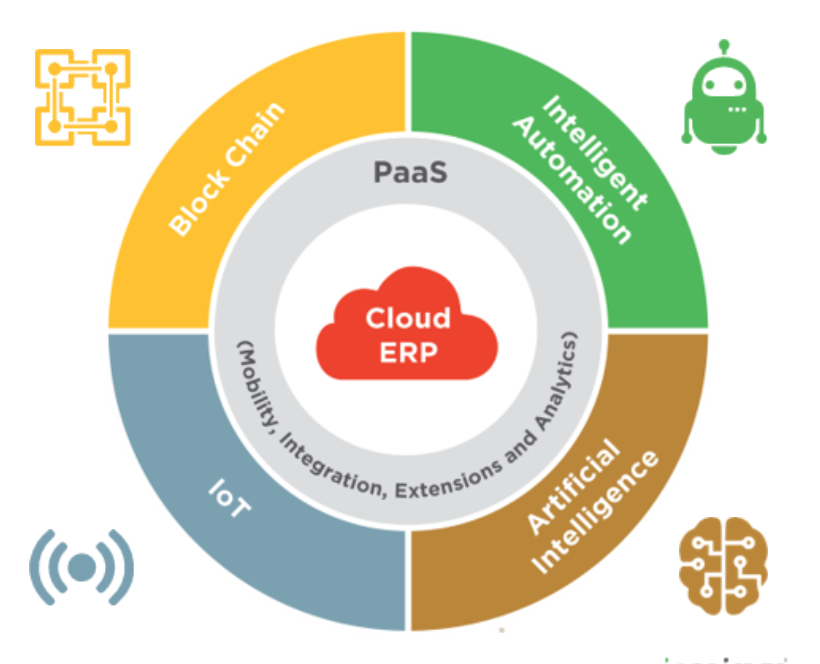 Block Chain
Intelligent
Automation
PaaS
Cloud
ERP
(Mobility, Integration, Extensions and Analytics)
IoT
Artificial
Intelligence